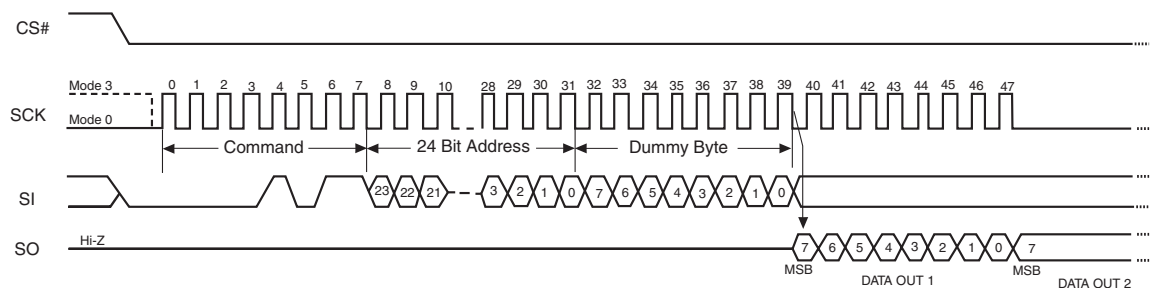 CS#
Mode 3
0 1 2 3 4 5 6 7 8 9 10 28 29 30 31 32 33 34 35 36 37 38 39 40 41 42 43 44 45 46 47
SCK
Mode 0
Command 24 Bit Address Dummy Byte
SI
23 22 21 3 2 1 0 7 6 5 4 3 2 1 0
SO
Hi-Z
7 6 5 4 3 2 1 0 7
MSB DATA OUT 1 MSB DATA OUT 2